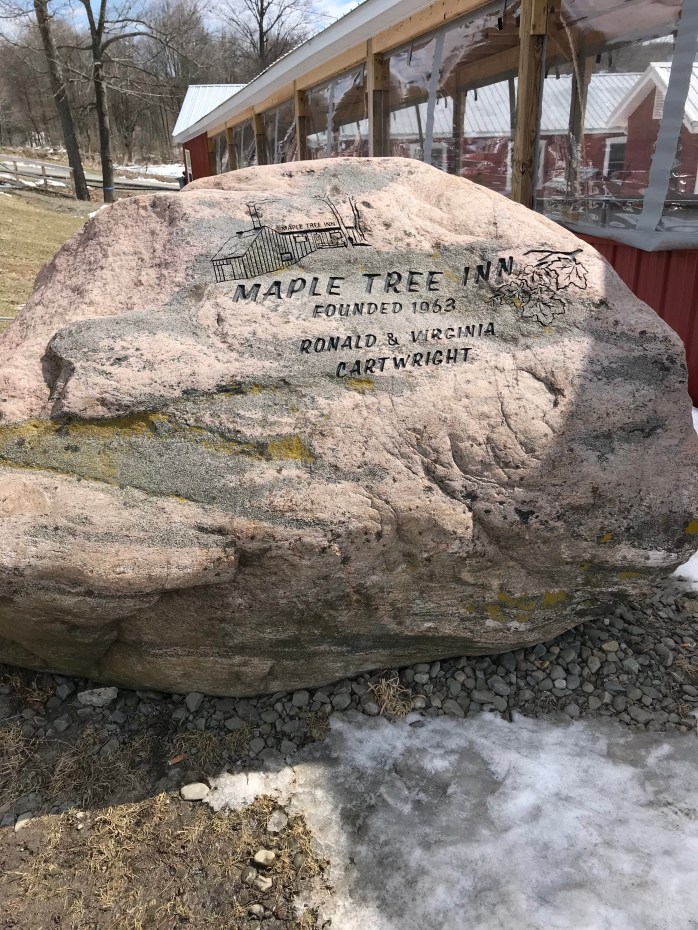 MAPLE TREE INN
MAPLE TREE INN
FOUNDED 1963
RONALD & VIRGINIA
CARTWRIGHT